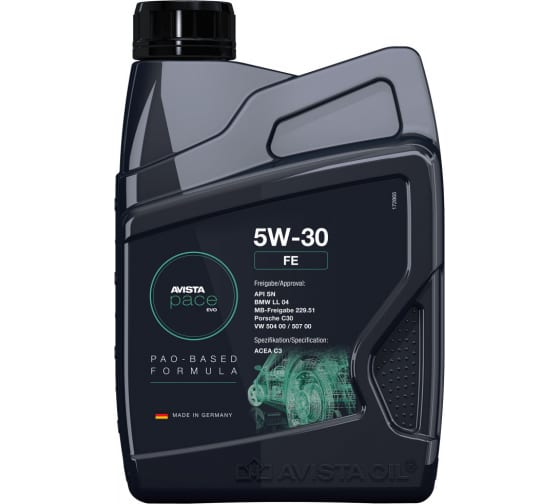 5W-30
FE
172865
Freigabe/Approval:
API SN
BMW LL 04
MB-Freigabe 229.51
Porsche C30
VW 504 00 / 507 00
Spezifikation/Specification:
ACEA C3
AVISTA
pace
EVO
PAO-BASED
FORMULA
MADE IN GERMANY
AVISTA OIL